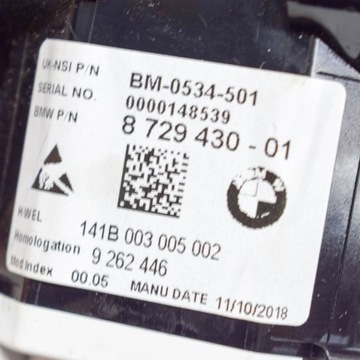 UK-NSI P/N BM-0534-501
SERIAL NO. 0000148539
BMW P/N 8 729 430 - 01
BMW
HWEL 141B 003 005 002
Homologation 9 262 446
Mod Index 00.05 MANU DATE 11/10/2018